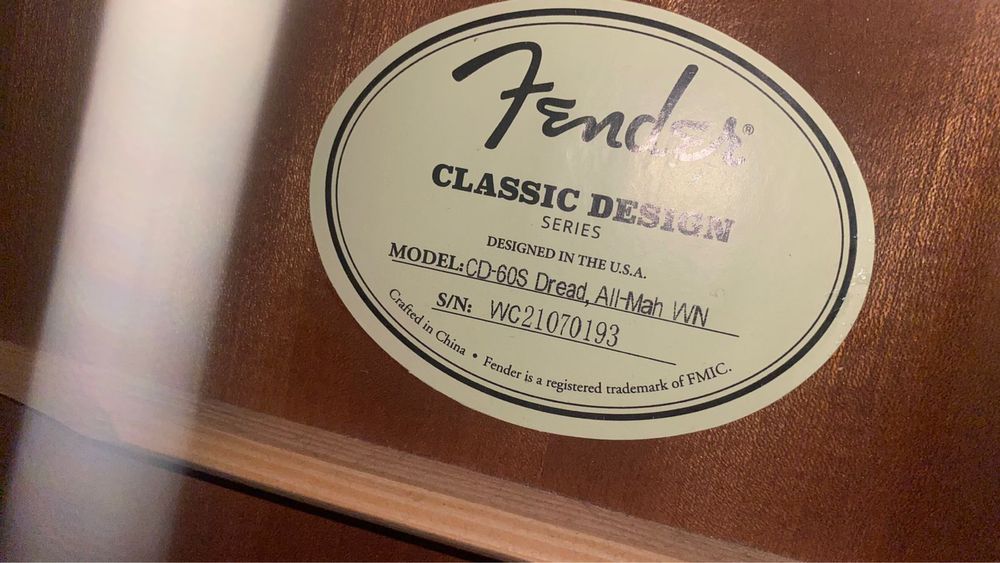 Fender®
CLASSIC DESIGN
SERIES
DESIGNED IN THE U.S.A.
MODEL: CD-60S Dread, All-Mah WN
S/N: WC21070193
Crafted in China • Fender is a registered trademark of FMIC.